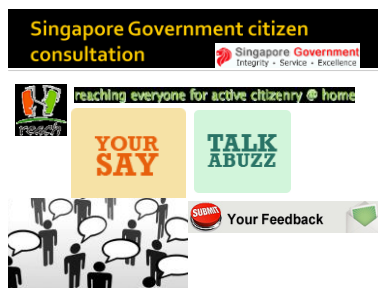 Singapore Government citizen
consultation
Singapore Government
Integrity • Service • Excellence
reach
reaching everyone for active citizenry @ home
YOUR
SAY
TALK
ABUZZ
SUBMIT
Your Feedback